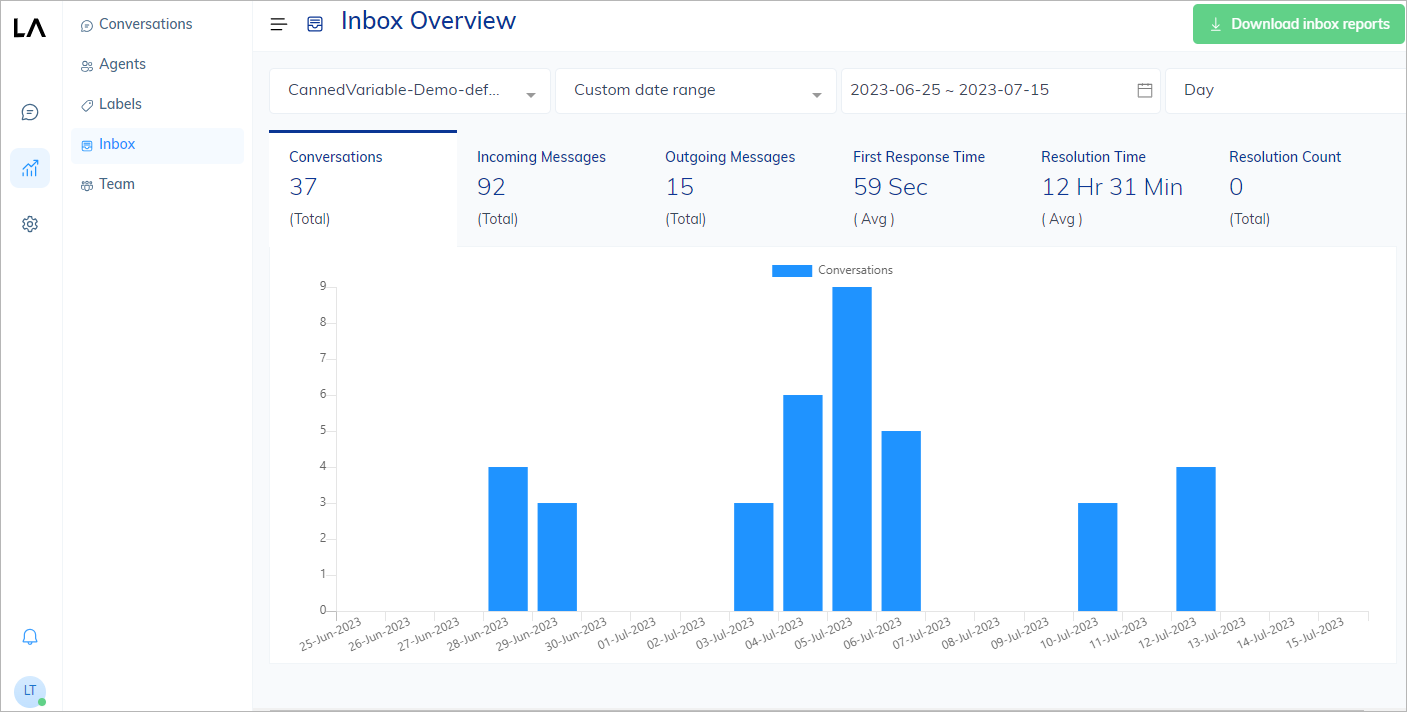 LA
Conversations
Agents
Labels
Inbox
Team
LT
Inbox Overview
Download inbox reports
CannedVariable-Demo-def...
Custom date range
2023-06-25 ~ 2023-07-15
Day
Conversations
37
(Total)
Incoming Messages
92
(Total)
Outgoing Messages
15
(Total)
First Response Time
59 Sec
( Avg )
Resolution Time
12 Hr 31 Min
( Avg )
Resolution Count
0
(Total)
Conversations
9
8
7
6
5
4
3
2
1
0
25-Jun-2023
26-Jun-2023
27-Jun-2023
28-Jun-2023
29-Jun-2023
30-Jun-2023
01-Jul-2023
02-Jul-2023
03-Jul-2023
04-Jul-2023
05-Jul-2023
06-Jul-2023
07-Jul-2023
08-Jul-2023
09-Jul-2023
10-Jul-2023
11-Jul-2023
12-Jul-2023
13-Jul-2023
14-Jul-2023
15-Jul-2023